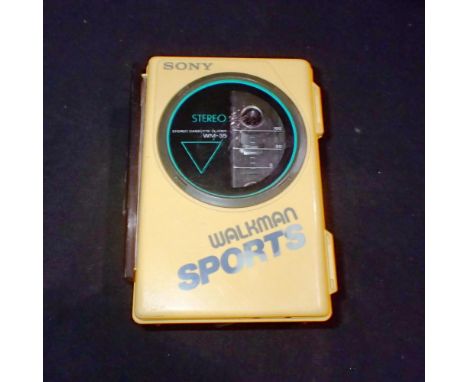 SONY
STEREO
STEREO CASSETTE PLAYER
WM-35
WALKMAN
SPORTS